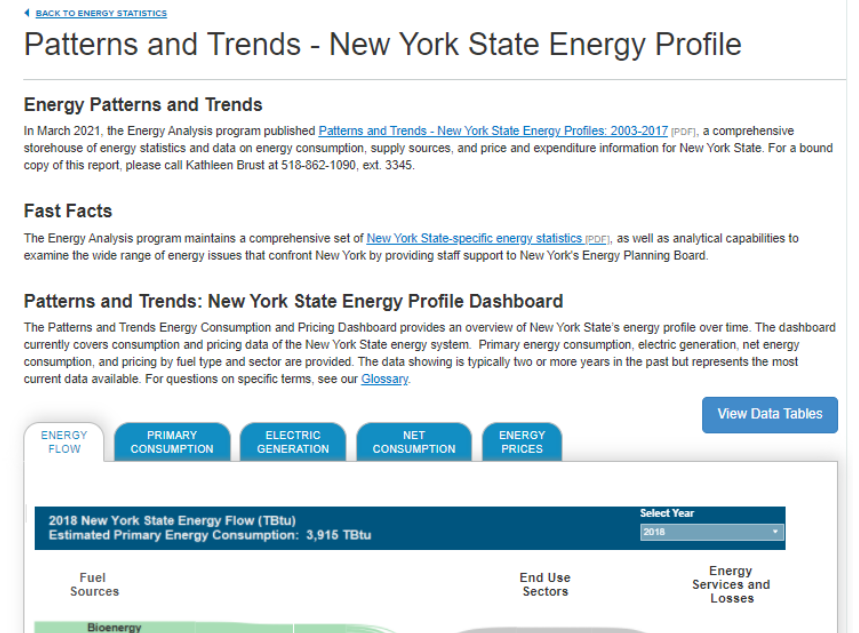 BACK TO ENERGY STATISTICS
Patterns and Trends - New York State Energy Profile
Energy Patterns and Trends
In March 2021, the Energy Analysis program published Patterns and Trends - New York State Energy Profiles: 2003-2017 [PDF], a comprehensive
storehouse of energy statistics and data on energy consumption, supply sources, and price and expenditure information for New York State. For a bound
copy of this report, please call Kathleen Brust at 518-862-1090, ext. 3345.
Fast Facts
The Energy Analysis program maintains a comprehensive set of New York State-specific energy statistics [PDF], as well as analytical capabilities to
examine the wide range of energy issues that confront New York by providing staff support to New York's Energy Planning Board.
Patterns and Trends: New York State Energy Profile Dashboard
The Patterns and Trends Energy Consumption and Pricing Dashboard provides an overview of New York State's energy profile over time. The dashboard
currently covers consumption and pricing data of the New York State energy system. Primary energy consumption, electric generation, net energy
consumption, and pricing by fuel type and sector are provided. The data showing is typically two or more years in the past but represents the most
current data available. For questions on specific terms, see our Glossary.
View Data Tables
ENERGY
FLOW
PRIMARY
CONSUMPTION
ELECTRIC
GENERATION
NET
CONSUMPTION
ENERGY
PRICES
2018 New York State Energy Flow (TBtu)
Estimated Primary Energy Consumption: 3,915 TBtu
Select Year
2018
Fuel
Sources
End Use
Sectors
Energy
Services and
Losses
Bioenergy